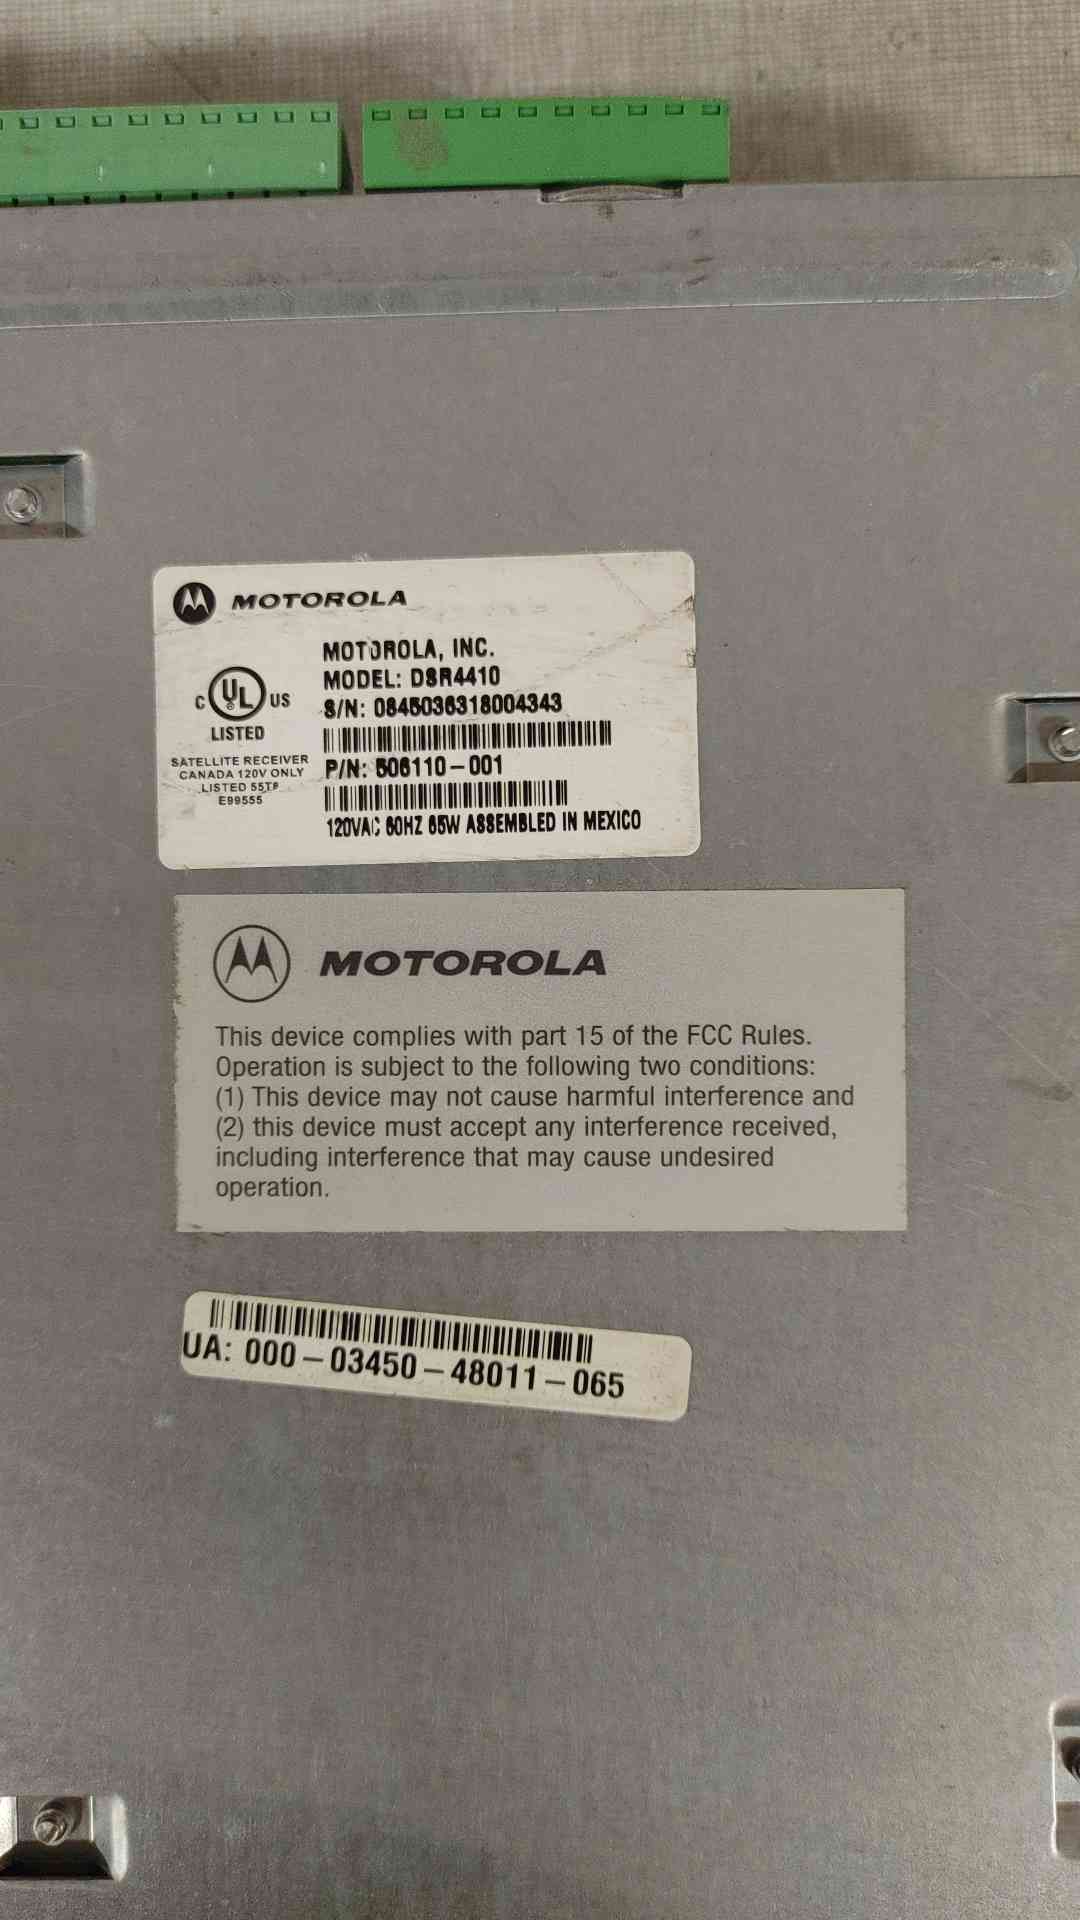 MOTOROLA
MOTOROLA, INC.
MODEL: DSR4410
S/N: 0845036318004343
C UL US
LISTED
SATELLITE RECEIVER
CANADA 120V ONLY
LISTED 55T8
E99555
P/N: 506110-001
120VAC 60HZ 65W ASSEMBLED IN MEXICO
MOTOROLA
This device complies with part 15 of the FCC Rules.
Operation is subject to the following two conditions:
(1) This device may not cause harmful interference and
(2) this device must accept any interference received,
including interference that may cause undesired
operation.
UA: 000-03450-48011-065